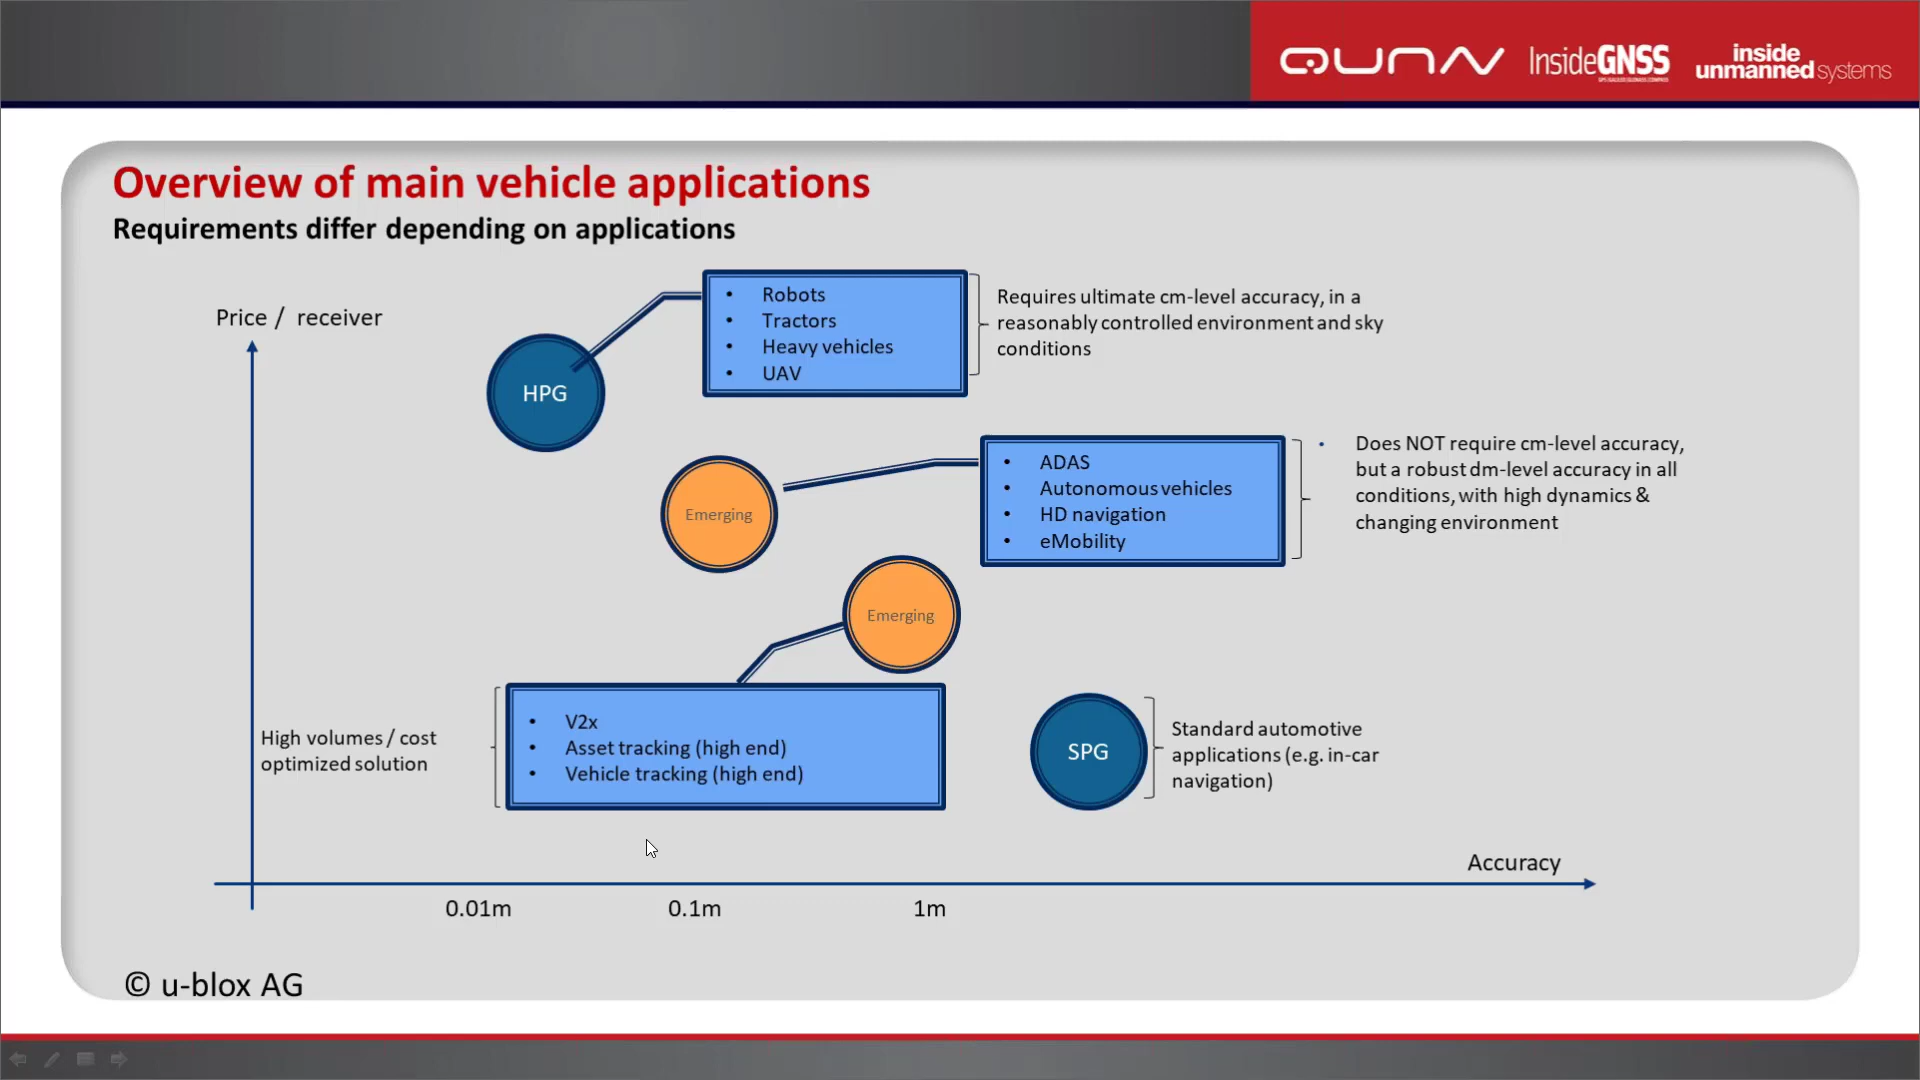 QUNAV
InsideGNSS
inside
unmanned systems
Overview of main vehicle applications
Requirements differ depending on applications
Price / receiver
HPG
• Robots
• Tractors
• Heavy vehicles
• UAV
Requires ultimate cm-level accuracy, in a
reasonably controlled environment and sky
conditions
Emerging
• ADAS
• Autonomous vehicles
• HD navigation
• eMobility
• Does NOT require cm-level accuracy,
but a robust dm-level accuracy in all
conditions, with high dynamics &
changing environment
Emerging
High volumes / cost
optimized solution
• V2x
• Asset tracking (high end)
• Vehicle tracking (high end)
SPG
Standard automotive
applications (e.g. in-car
navigation)
Accuracy
0.01m
0.1m
1m
© u-blox AG